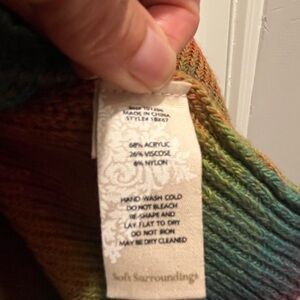 MADE IN CHINA
68% ACRYLIC
26% VISCOSE
6% NYLON
HAND WASH COLD
DO NOT BLEACH
RE-SHAPE AND
LAY FLAT TO DRY
DO NOT IRON
MAY BE DRY CLEANED
Soft Surroundings